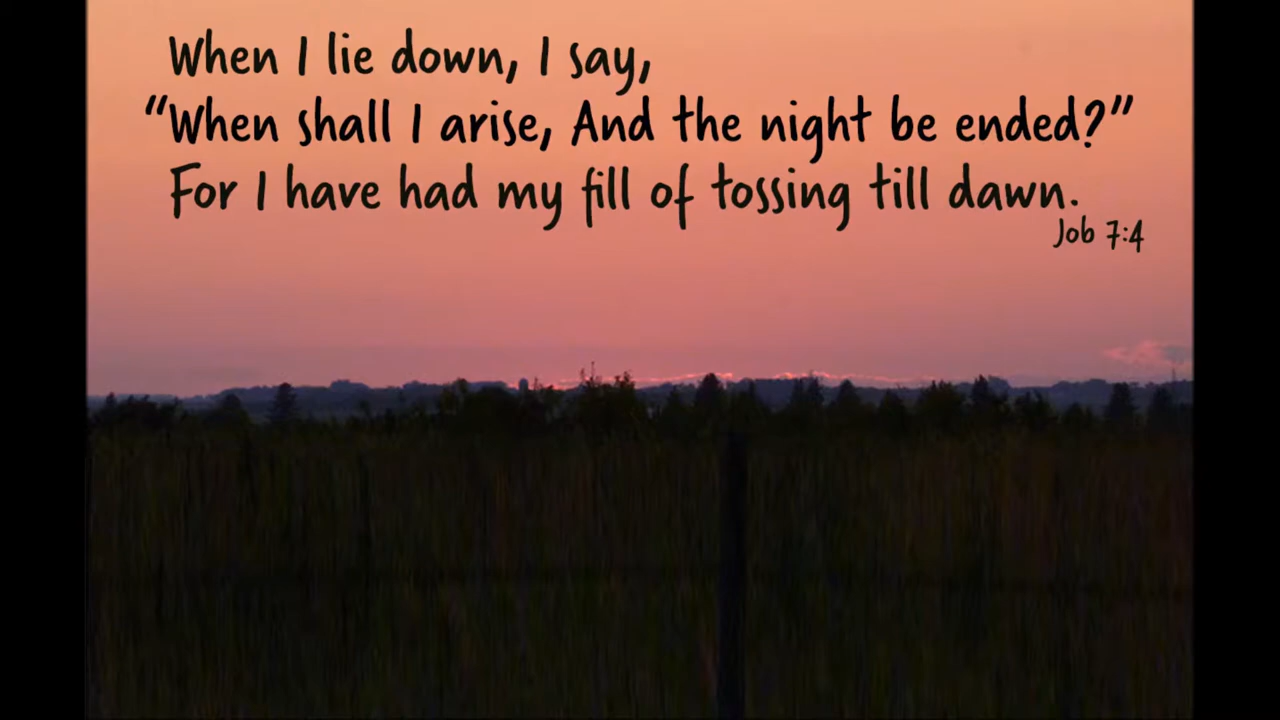 When I lie down, I say,
“When shall I arise, And the night be ended?”
For I have had my fill of tossing till dawn.
Job 7:4